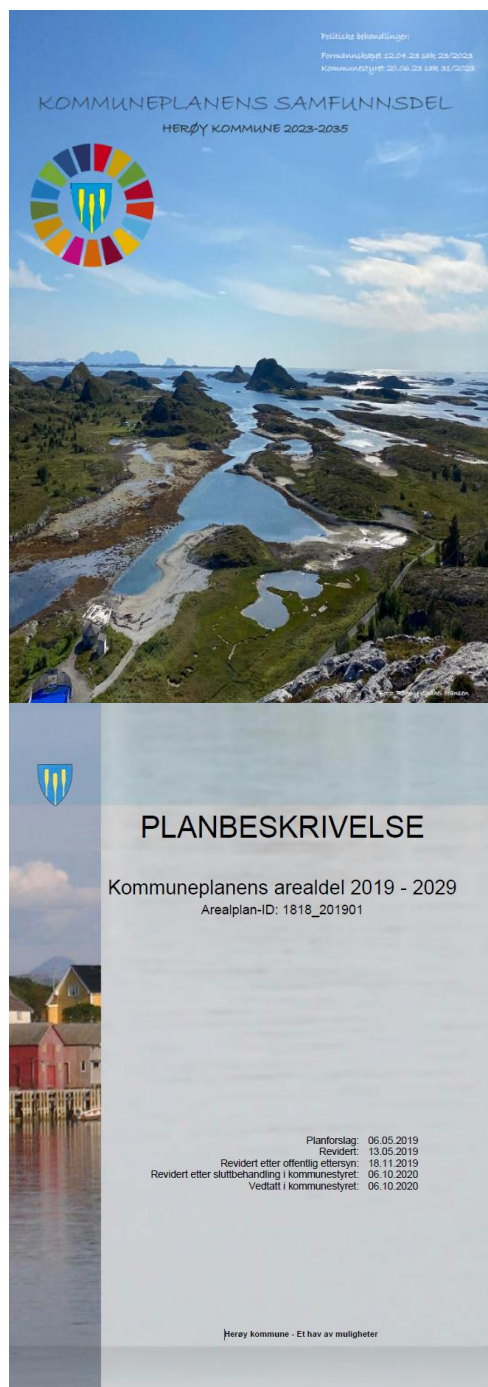 Politiske behandlinger:
Formannskapet 12.04.23 sak 23/2023
Kommunestyret 20.06.23 sak 31/2023
KOMMUNEPLANENS SAMFUNNSDEL
HERØY KOMMUNE 2023-2035
Hansen
PLANBESKRIVELSE
Kommuneplanens arealdel 2019 - 2029
Arealplan-ID: 1818_201901
Planforslag: 06.05.2019
Revidert: 13.05.2019
Revidert etter offentlig ettersyn: 18.11.2019
Revidert etter sluttbehandling i kommunestyret: 06.10.2020
Vedtatt i kommunestyret: 06.10.2020
Herøy kommune - Et hav av muligheter